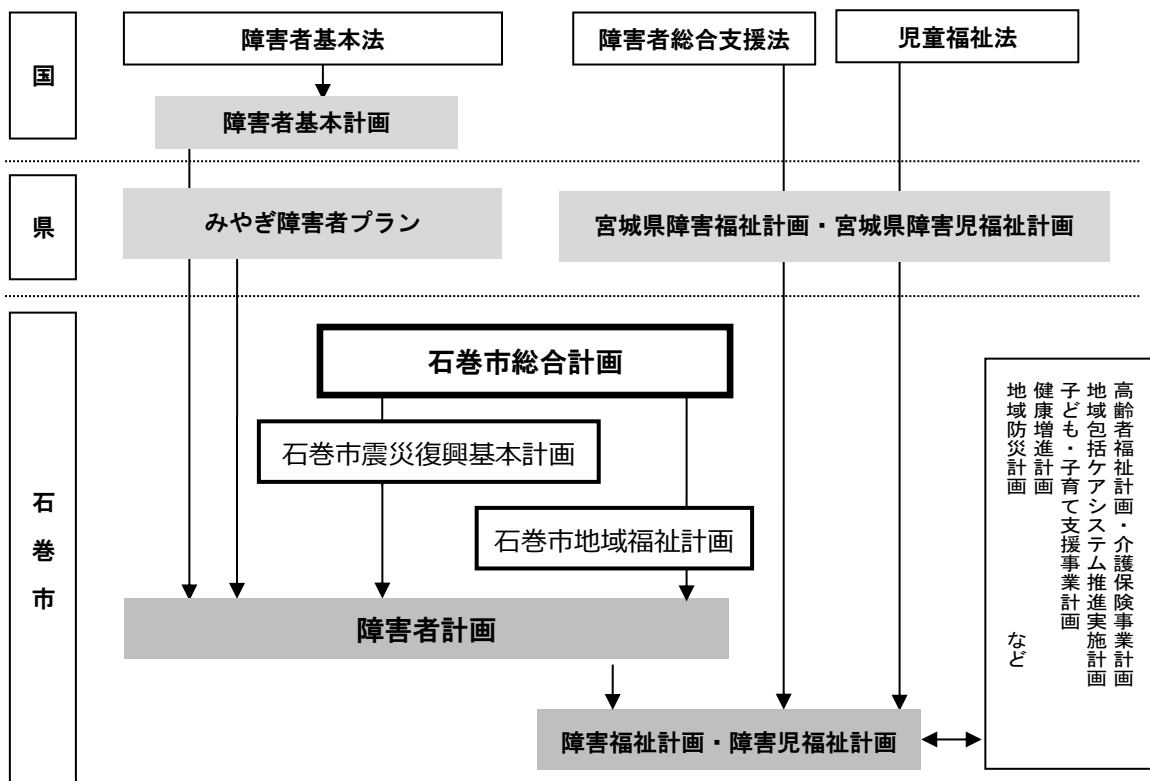 国
障害者基本法
障害者総合支援法
児童福祉法
障害者基本計画
県
みやぎ障害者プラン
宮城県障害福祉計画・宮城県障害児福祉計画
石巻市
石巻市総合計画
石巻市震災復興基本計画
石巻市地域福祉計画
障害者計画
障害福祉計画・障害児福祉計画
高齢者福祉計画・介護保険事業計画
地域包括ケアシステム推進実施計画
子ども・子育て支援事業計画
健康増進計画
地域防災計画 など